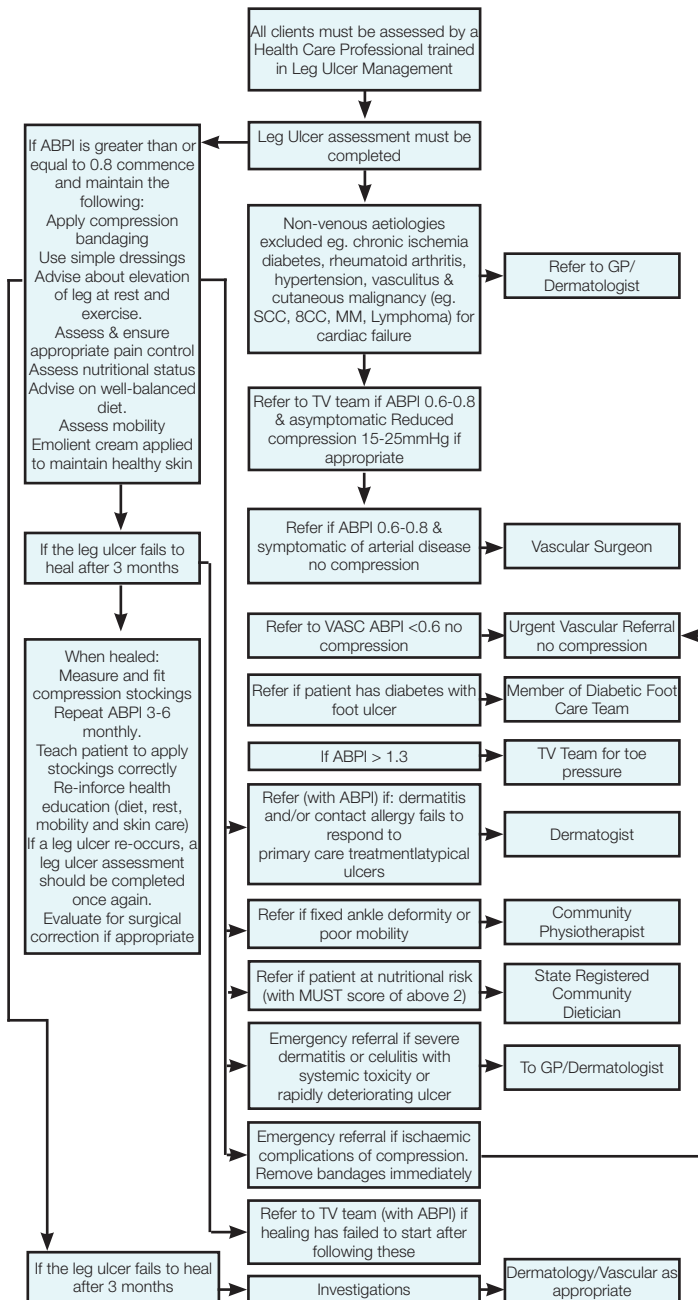 All clients must be assessed by a
Health Care Professional trained
in Leg Ulcer Management
Leg Ulcer assessment must be
completed
If ABPI is greater than or
equal to 0.8 commence
and maintain the
following:
Apply compression
bandaging
Use simple dressings
Advise about elevation
of leg at rest and
exercise.
Assess & ensure
appropriate pain control
Assess nutritional status
Advise on well-balanced
diet.
Assess mobility
Emolient cream applied
to maintain healthy skin
Non-venous aetiologies
excluded eg. chronic ischemia
diabetes, rheumatoid arthritis,
hypertension, vasculitus &
cutaneous malignancy (eg.
SCC, 8CC, MM, Lymphoma) for
cardiac failure
Refer to GP/
Dermatologist
Refer to TV team if ABPI 0.6-0.8
& asymptomatic Reduced
compression 15-25mmHg if
appropriate
If the leg ulcer fails to
heal after 3 months
Refer if ABPI 0.6-0.8 &
symptomatic of arterial disease
no compression
Vascular Surgeon
When healed:
Measure and fit
compression stockings
Repeat ABPI 3-6
monthly.
Teach patient to apply
stockings correctly
Re-inforce health
education (diet, rest,
mobility and skin care)
If a leg ulcer re-occurs, a
leg ulcer assessment
should be completed
once again.
Evaluate for surgical
correction if appropriate
Refer to VASC ABPI <0.6 no
compression
Urgent Vascular Referral
no compression
Refer if patient has diabetes with
foot ulcer
Member of Diabetic Foot
Care Team
If ABPI > 1.3
TV Team for toe
pressure
Refer (with ABPI) if: dermatitis
and/or contact allergy fails to
respond to
primary care treatmentlatypical
ulcers
Dermatogist
Refer if fixed ankle deformity or
poor mobility
Community
Physiotherapist
Refer if patient at nutritional risk
(with MUST score of above 2)
State Registered
Community
Dietician
Emergency referral if severe
dermatitis or celulitis with
systemic toxicity or
rapidly deteriorating ulcer
To GP/Dermatologist
Emergency referral if ischaemic
complications of compression.
Remove bandages immediately
Refer to TV team (with ABPI) if
healing has failed to start after
following these
If the leg ulcer fails to heal
after 3 months
Investigations
Dermatology/Vascular as
appropriate